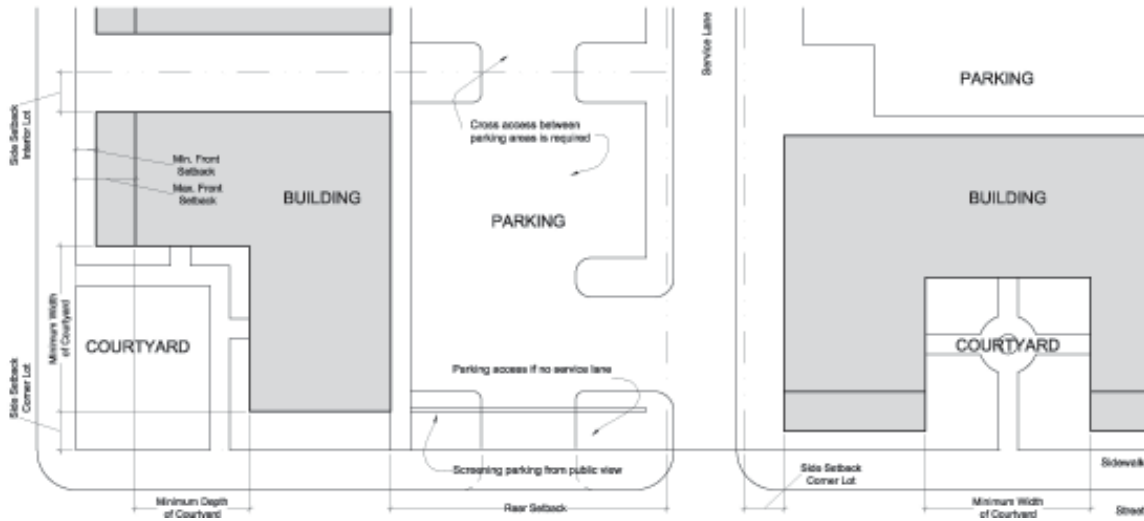 Service Lane
PARKING
Side Setback
Interior Lot
Cross access between
parking areas is required
Min. Front
Setback
Max. Front
Setback
BUILDING
PARKING
BUILDING
Minimum Width
of Courtyard
COURTYARD
COURTYARD
Side Setback
Corner Lot
Parking access if no service lane
Screening parking from public view
Side Setback
Corner Lot
Sidewalk
Minimum Depth
of Courtyard
Rear Setback
Minimum Width
of Courtyard
Street